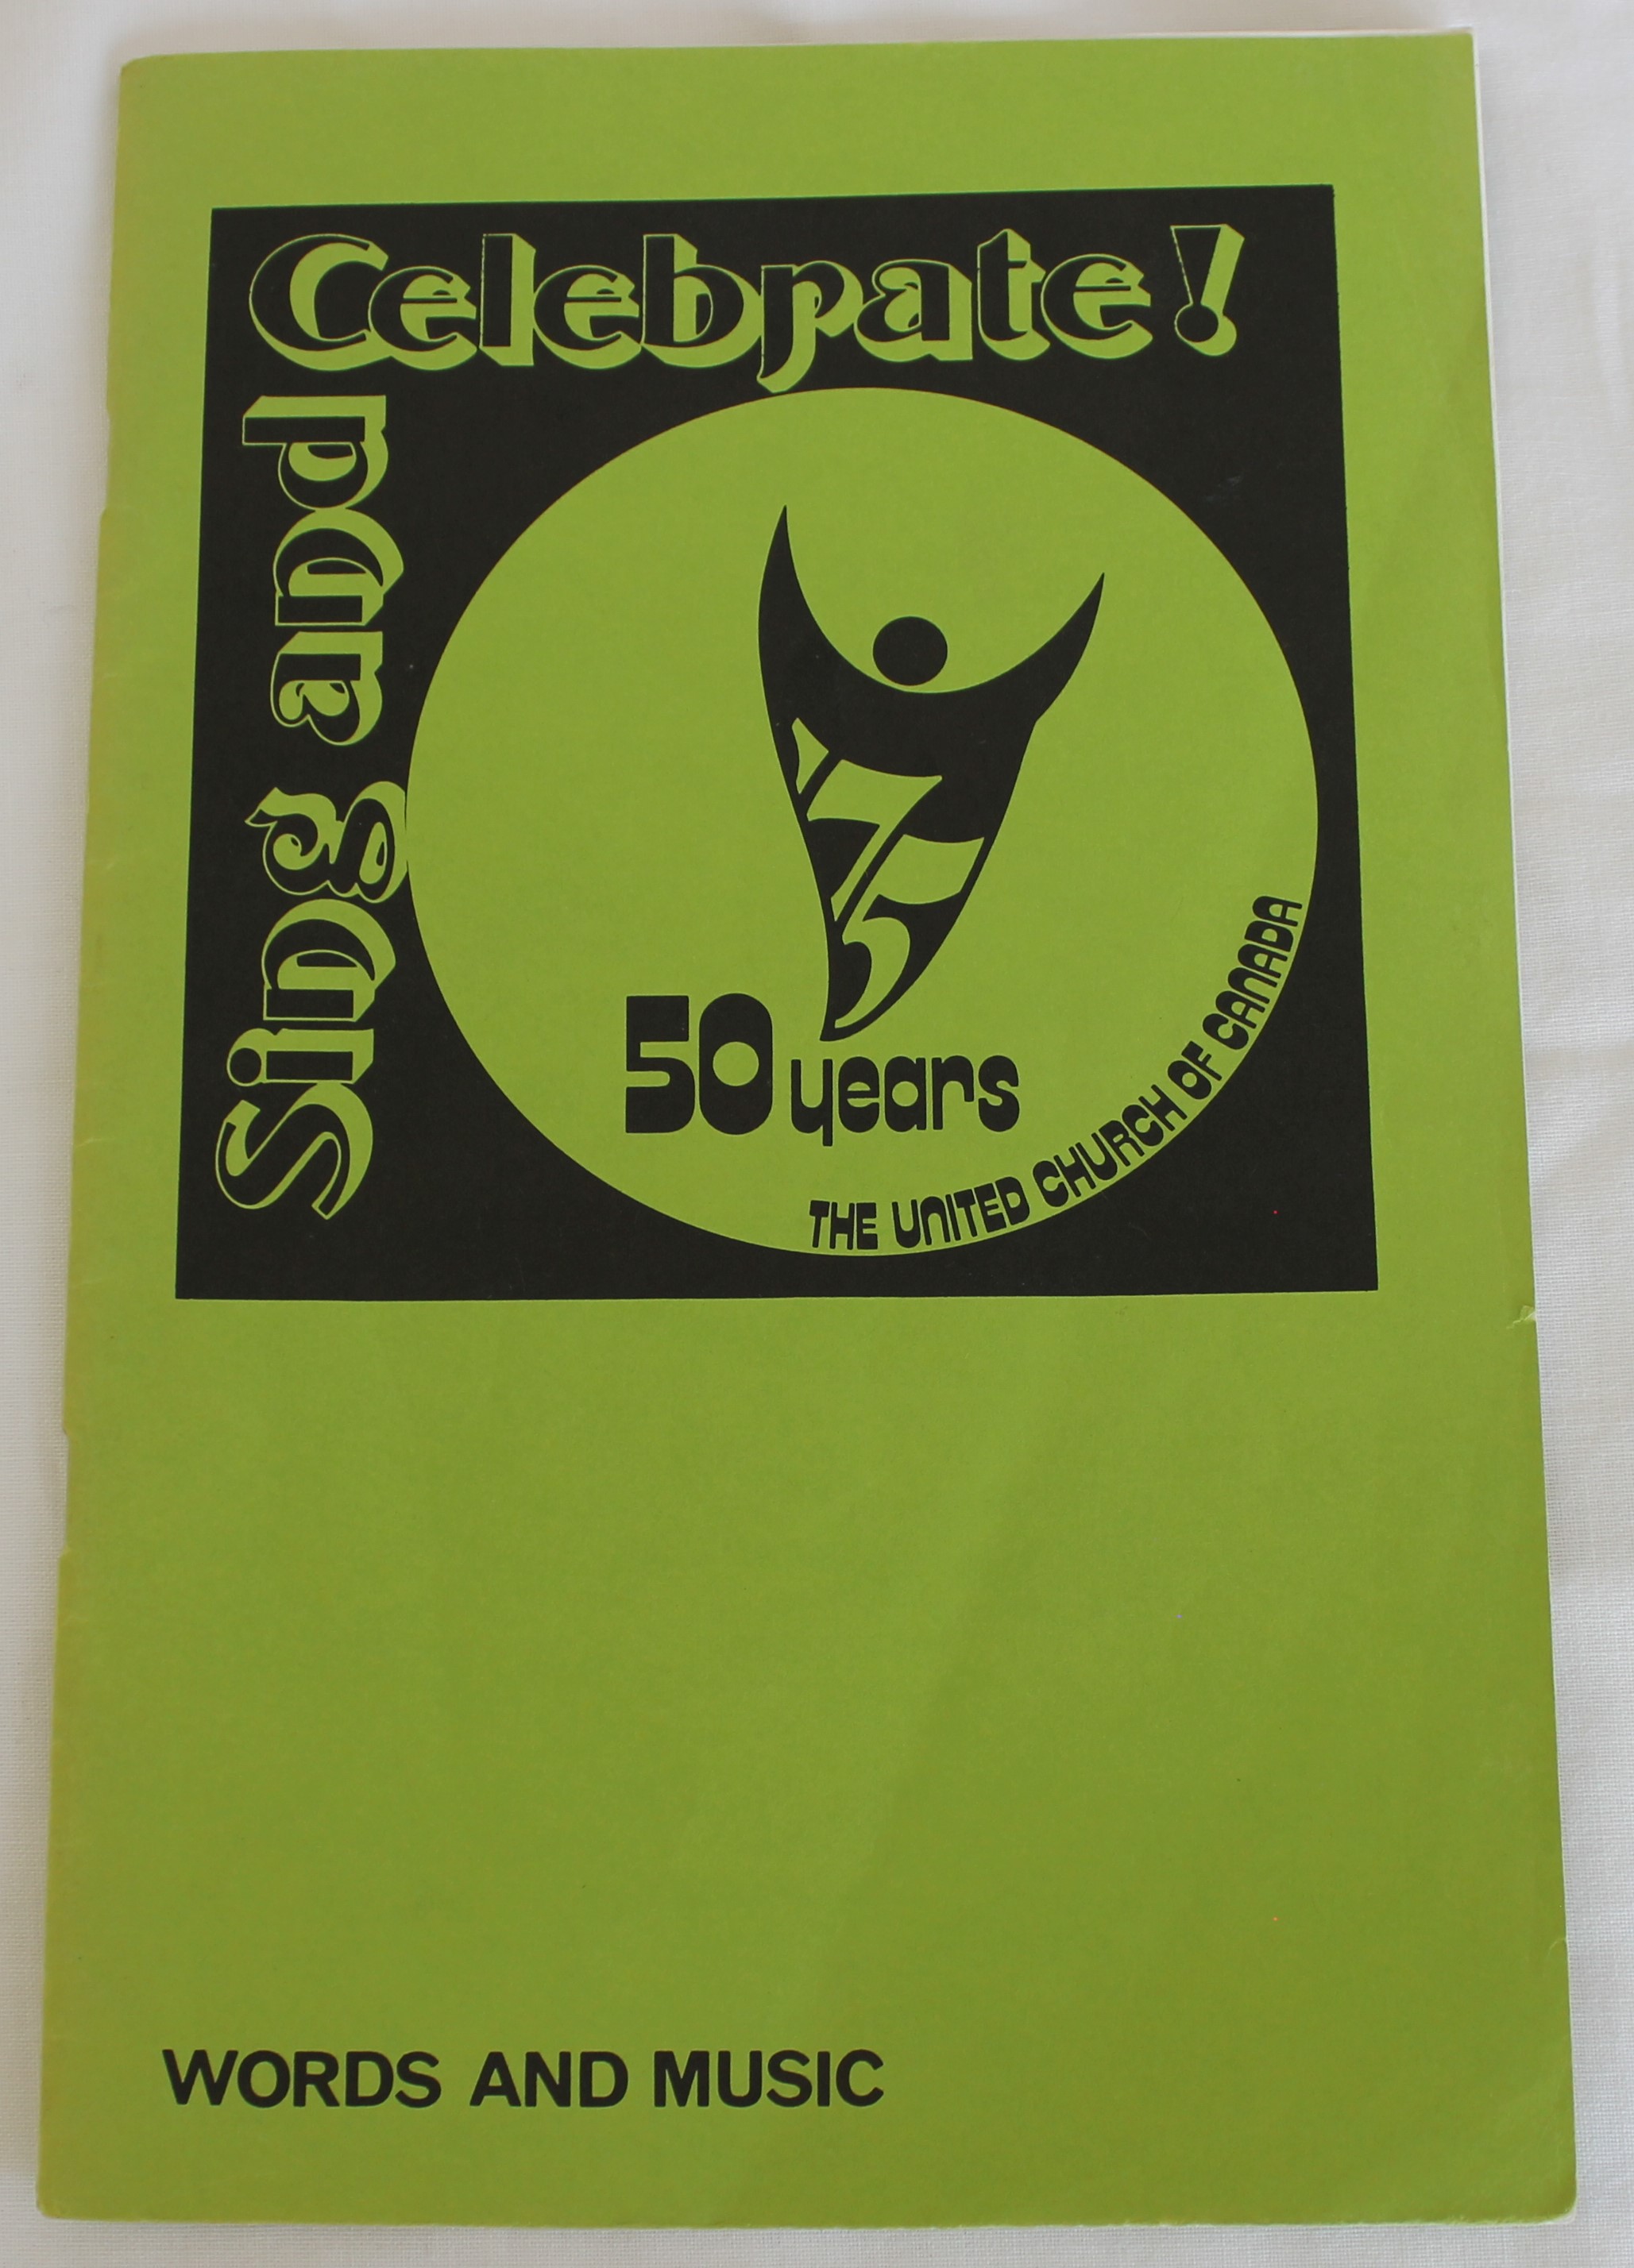 Sing and
Celebrate!
'75
50 years
THE UNITED CHURCH OF CANADA
WORDS AND MUSIC